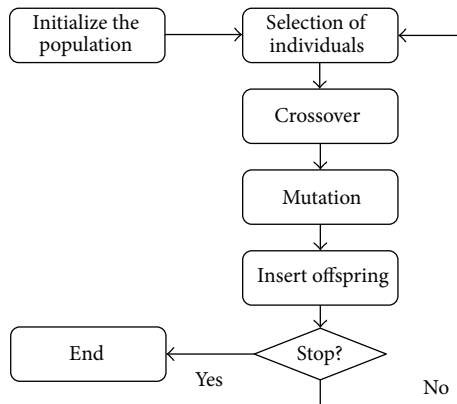 Initialize the
population
Selection of
individuals
Crossover
Mutation
Insert offspring
Stop?
End
Yes
No